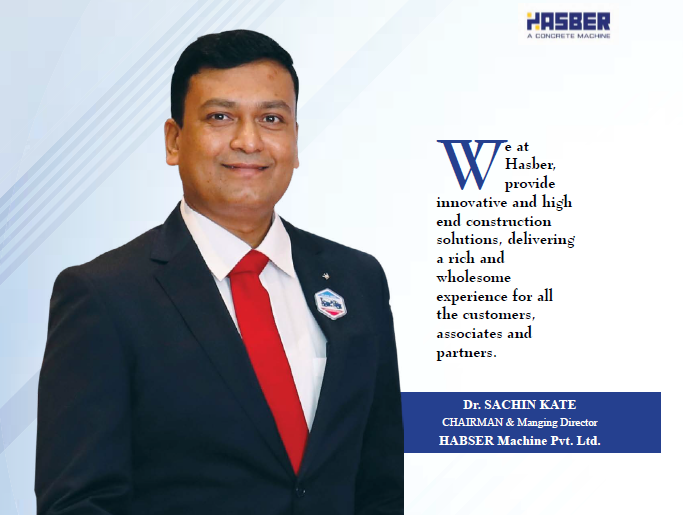 HASBER
A CONCRETE MACHINE
We at
Hasber,
provide
innovative and high
end construction
solutions, delivering
a rich and
wholesome
experience for all
the customers,
associates and
partners.
Dr. SACHIN KATE
CHAIRMAN & Manging Director
HABSER Machine Pvt. Ltd.